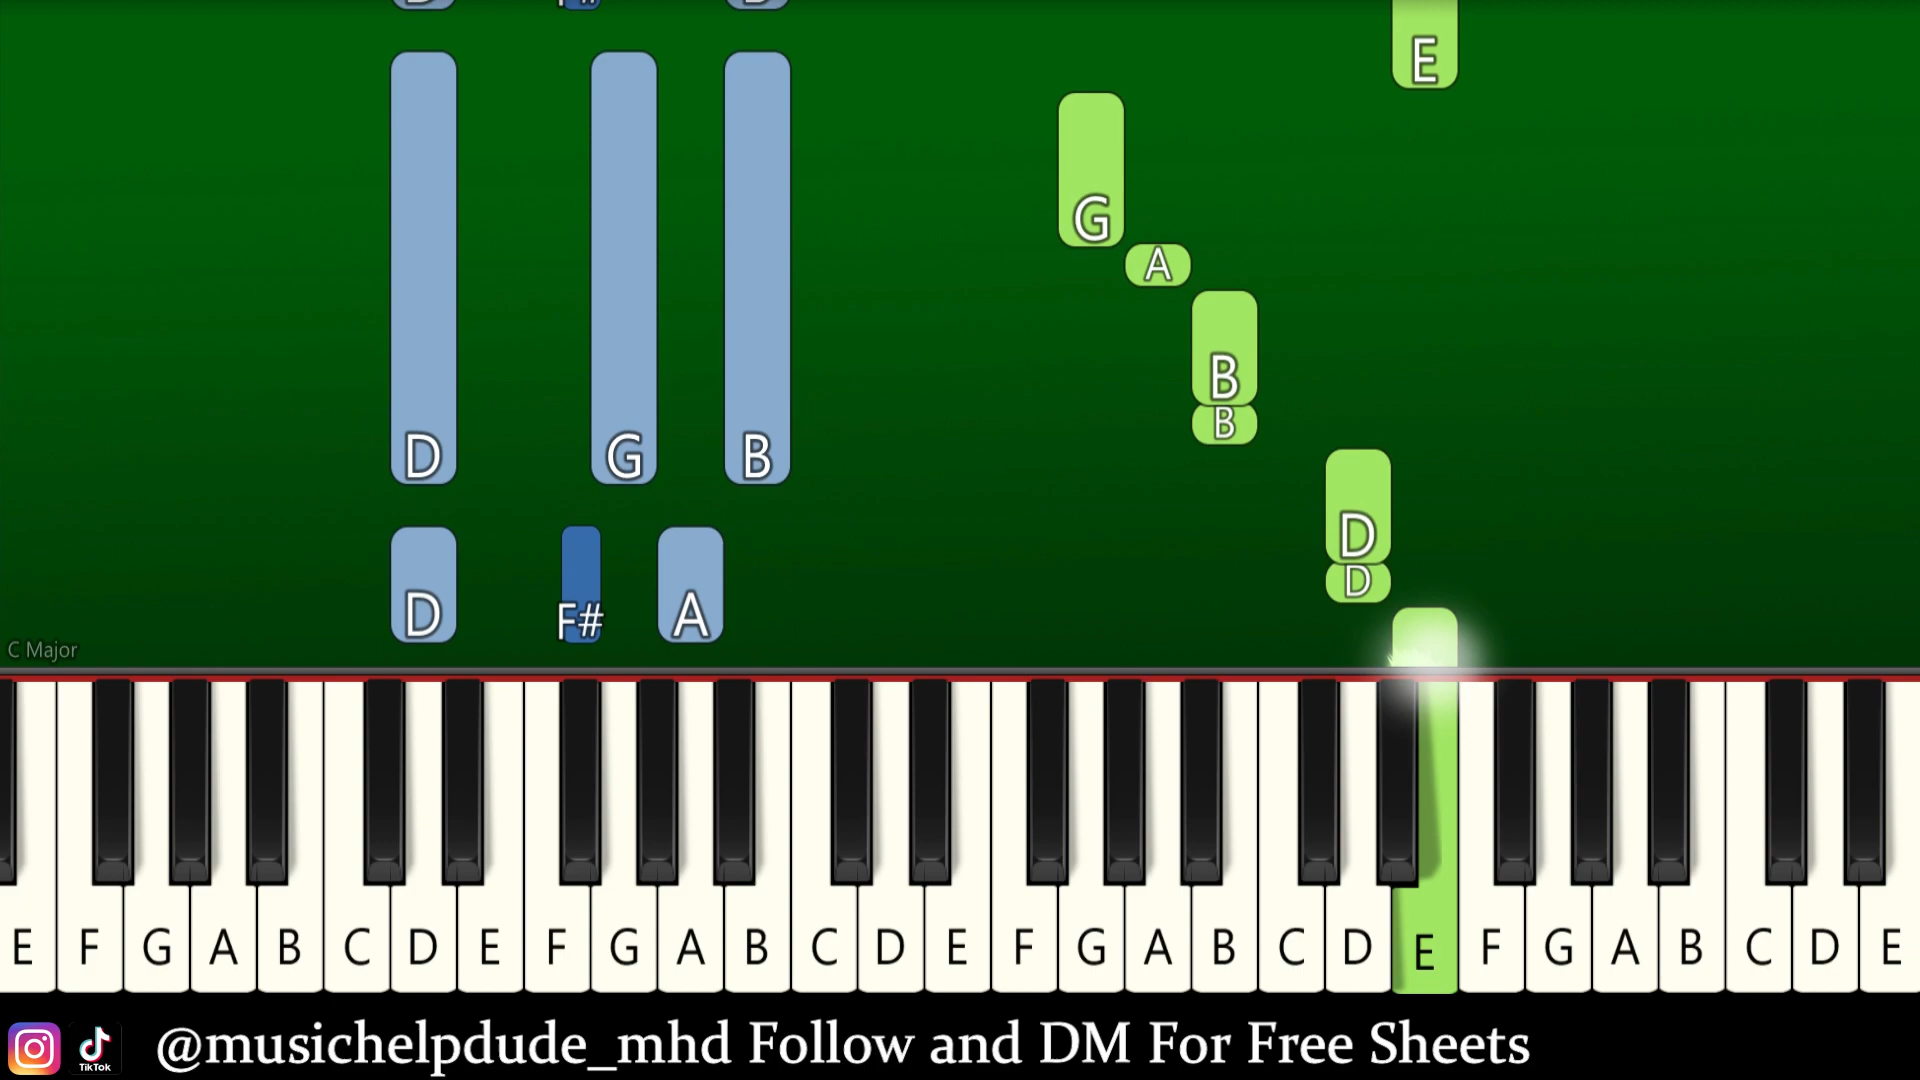 D F# B
E
G
A
B
D G B B
D
D F# A D
C Major
E F G A B C D E F G A B C D E F G A B C D E F G A B C D E
TikTok @musichelpdude_mhd Follow and DM For Free Sheets